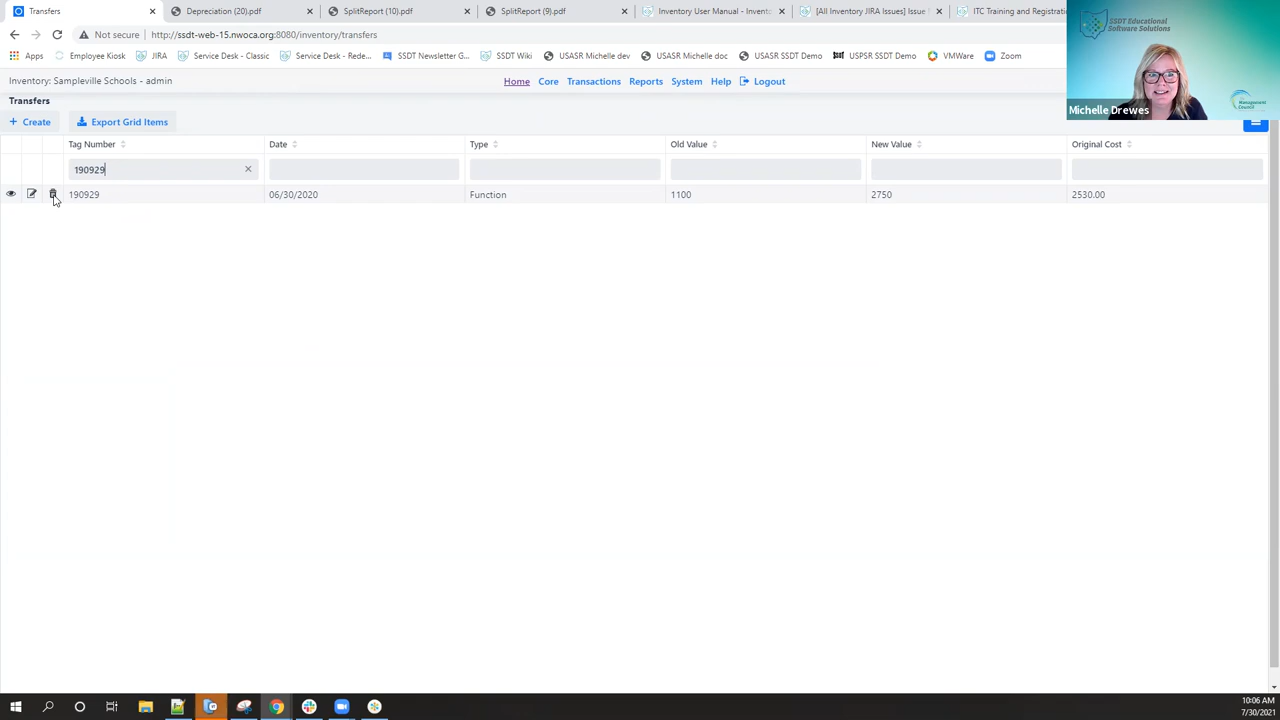 Transfers
Depreciation (20).pdf
SplitReport (10).pdf
SplitReport (9).pdf
Inventory User Manual - Invento
[All Inventory JIRA Issues] Issue
ITC Training and Registratio
Not secure
http://ssdt-web-15.nwoca.org:8080/inventory/transfers
Apps
Employee Kiosk
JIRA
Service Desk - Classic
Service Desk - Rede...
SSDT Newsletter G...
SSDT Wiki
USASR Michelle dev
USASR Michelle doc
USASR SSDT Demo
USPSR SSDT Demo
VMWare
Zoom
SSDT Educational
Software Solutions
Management
Council
Michelle Drewes
Inventory: Sampleville Schools - admin
Home
Core
Transactions
Reports
System
Help
Logout
Transfers
+ Create
Export Grid Items
Tag Number
Date
Type
Old Value
New Value
Original Cost
190929
190929
06/30/2020
Function
1100
2750
2530.00
10:06 AM
7/30/2021